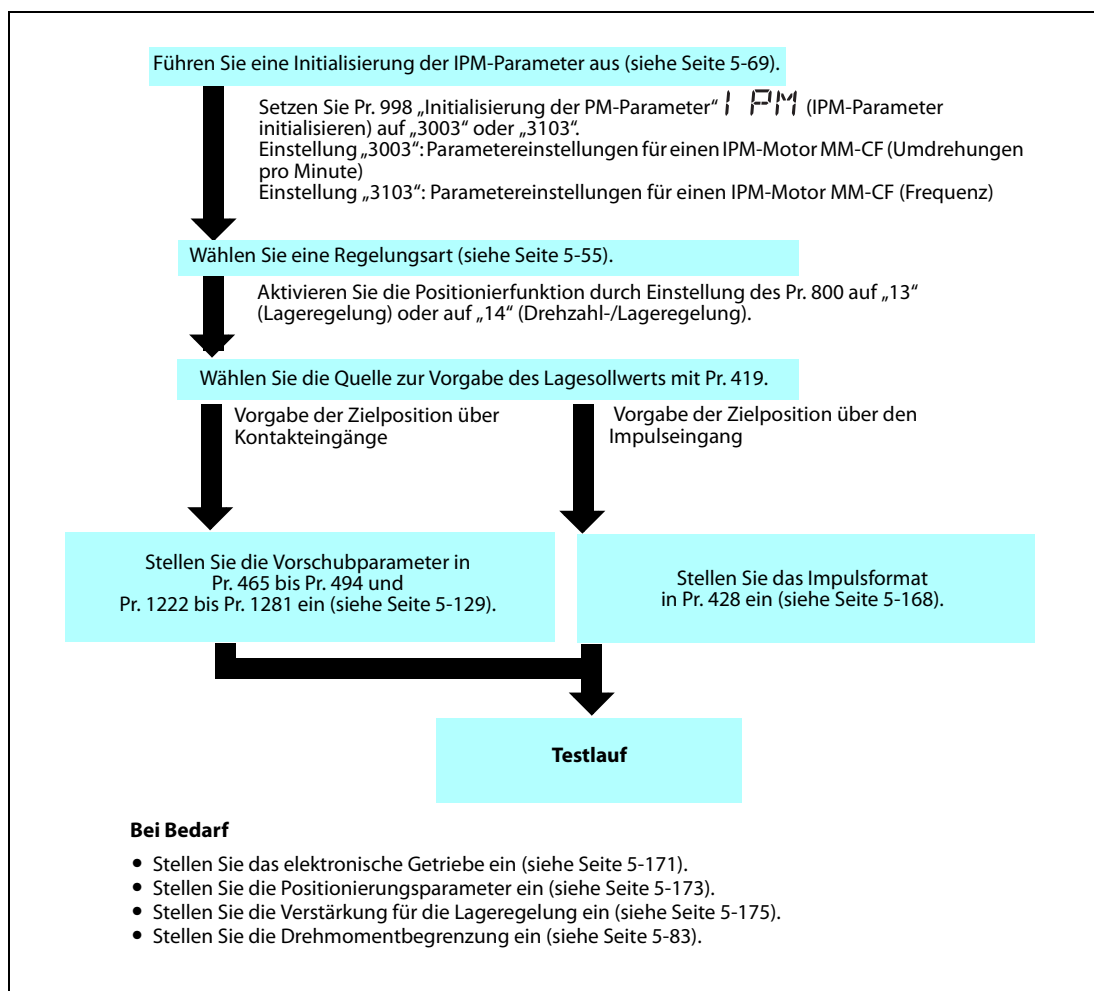 Führen Sie eine Initialisierung der IPM-Parameter aus (siehe Seite 5-69).
Setzen Sie Pr. 998 „Initialisierung der PM-Parameter“ IPM (IPM-Parameter
initialisieren) auf „3003“ oder „3103“.
Einstellung „3003“: Parametereinstellungen für einen IPM-Motor MM-CF (Umdrehungen
pro Minute)
Einstellung „3103“: Parametereinstellungen für einen IPM-Motor MM-CF (Frequenz)
Wählen Sie eine Regelungsart (siehe Seite 5-55).
Aktivieren Sie die Positionierfunktion durch Einstellung des Pr. 800 auf „13“
(Lageregelung) oder auf „14“ (Drehzahl-/Lageregelung).
Wählen Sie die Quelle zur Vorgabe des Lagesollwerts mit Pr. 419.
Vorgabe der Zielposition über
Kontakteingänge
Vorgabe der Zielposition über den
Impulseingang
Stellen Sie die Vorschubparameter in
Pr. 465 bis Pr. 494 und
Pr. 1222 bis Pr. 1281 ein (siehe Seite 5-129).
Stellen Sie das Impulsformat
in Pr. 428 ein (siehe Seite 5-168).
Testlauf
Bei Bedarf
● Stellen Sie das elektronische Getriebe ein (siehe Seite 5-171).
● Stellen Sie die Positionierungsparameter ein (siehe Seite 5-173).
● Stellen Sie die Verstärkung für die Lageregelung ein (siehe Seite 5-175).
● Stellen Sie die Drehmomentbegrenzung ein (siehe Seite 5-83).